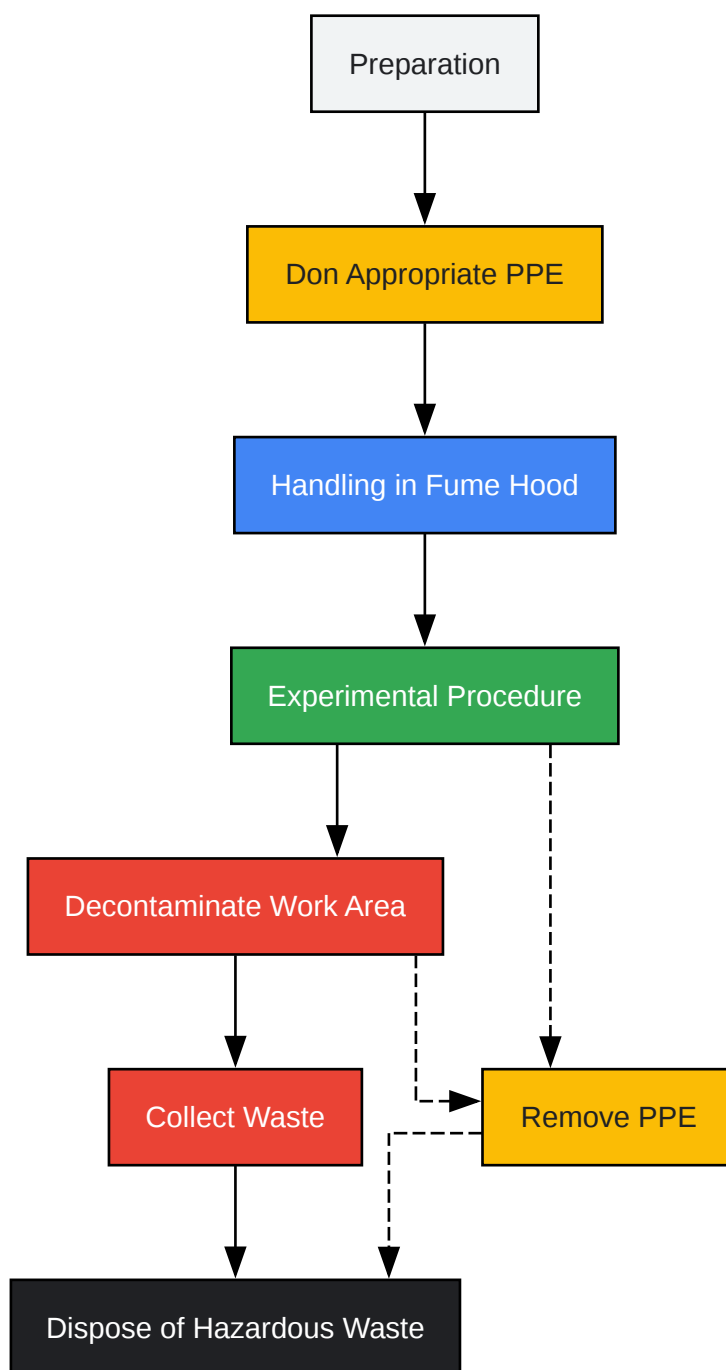 Preparation
Don Appropriate PPE
Handling in Fume Hood
Experimental Procedure
Decontaminate Work Area
Collect Waste
Remove PPE
Dispose of Hazardous Waste